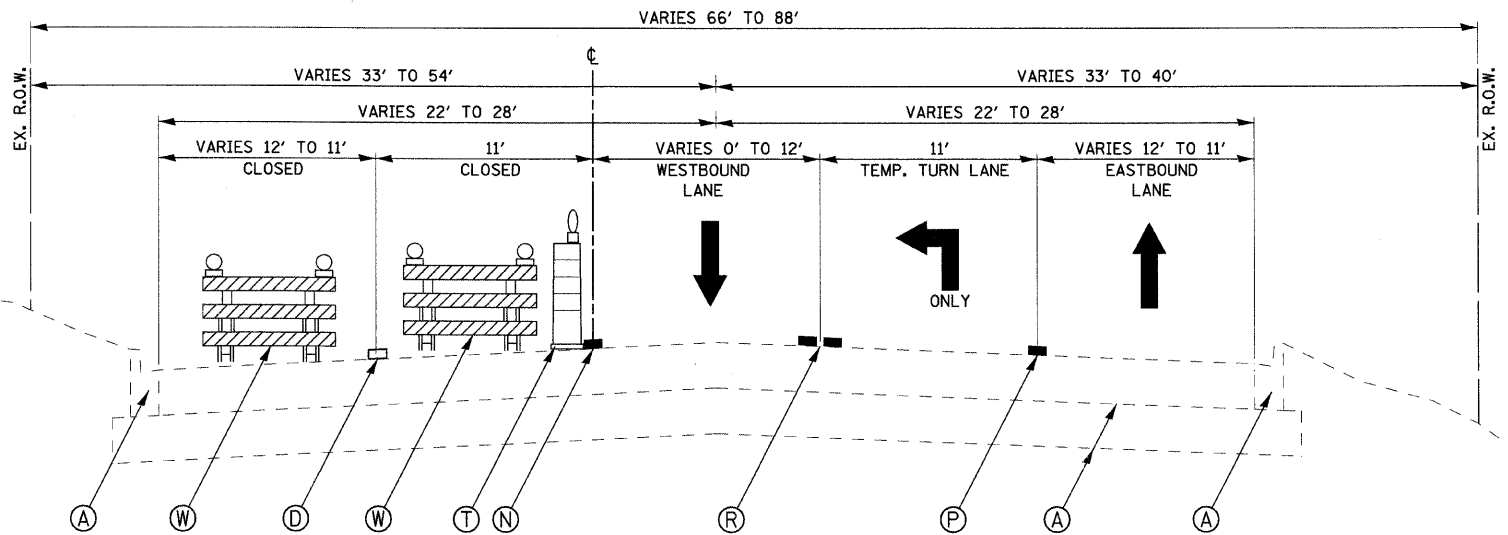 VARIES 66' TO 88'
℄
VARIES 33' TO 54'
VARIES 33' TO 40'
EX. R.O.W.
EX. R.O.W.
VARIES 22' TO 28'
VARIES 22' TO 28'
VARIES 12' TO 11'
CLOSED
11'
CLOSED
VARIES 0' TO 12'
WESTBOUND
LANE
11'
TEMP. TURN LANE
VARIES 12' TO 11'
EASTBOUND
LANE
ONLY
A
W
D
W
T
N
R
P
A
A